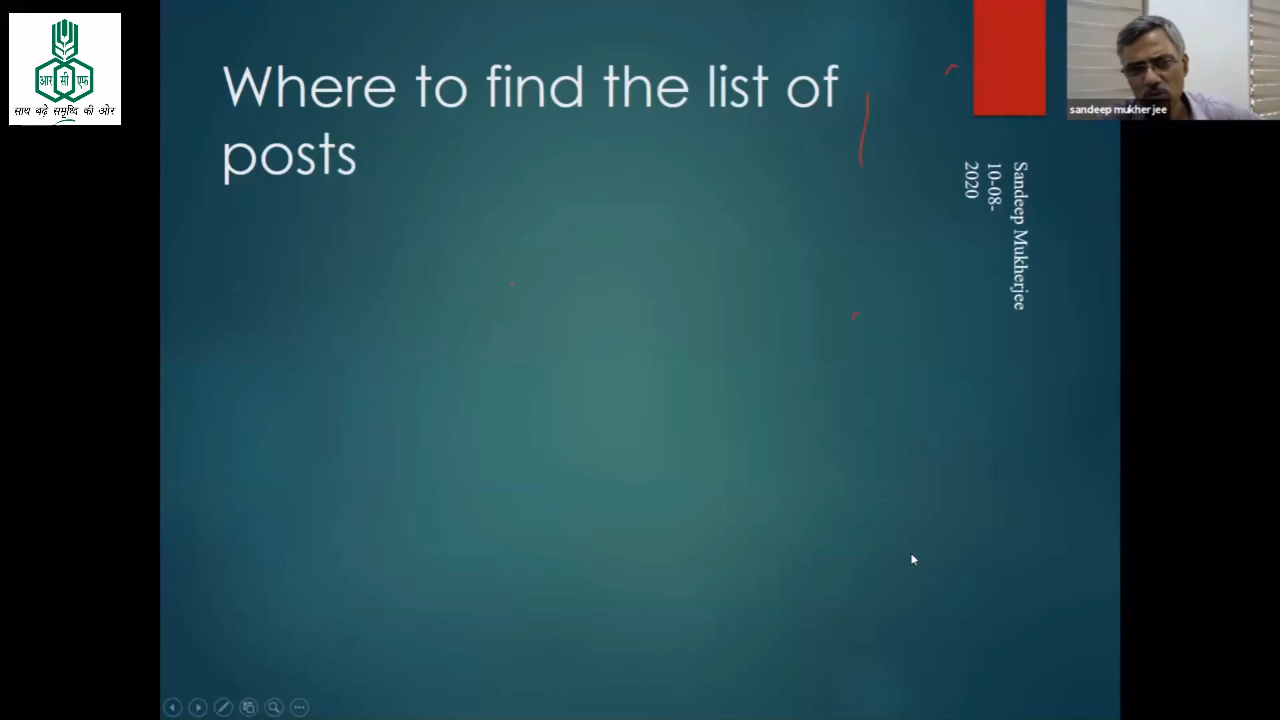 आर सी एफ
साथ बढ़ें समृध्दि की ओर
Where to find the list of
posts
Sandeep Mukherjee
10-08-
2020
sandeep mukherjee